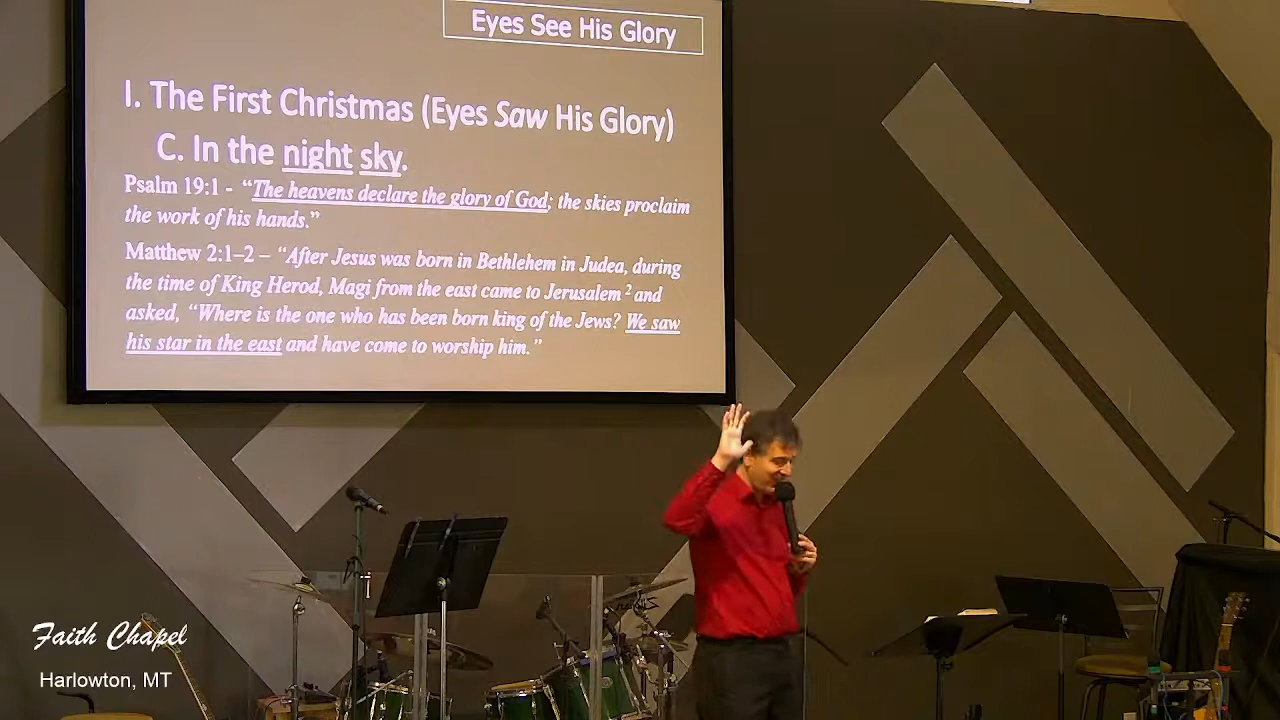 Eyes See His Glory
I. The First Christmas (Eyes Saw His Glory)
C. In the night sky.
Psalm 19:1 - “The heavens declare the glory of God; the skies proclaim
the work of his hands.”
Matthew 2:1–2 – “After Jesus was born in Bethlehem in Judea, during
the time of King Herod, Magi from the east came to Jerusalem ² and
asked, “Where is the one who has been born king of the Jews? We saw
his star in the east and have come to worship him.”
Faith Chapel
Harlowton, MT